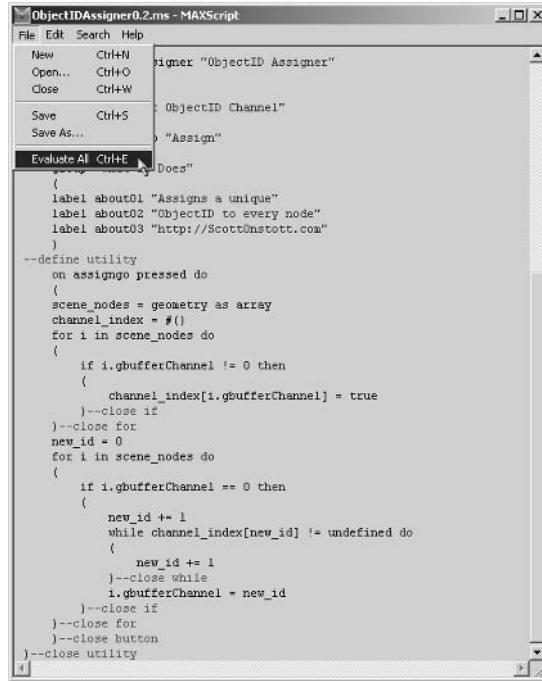 ObjectIDAssigner0.2.ms - MAXScript
File Edit Search Help
New Ctrl+N
Open... Ctrl+O
Close Ctrl+W
Save Ctrl+S
Save As...
Evaluate All Ctrl+E
signer "ObjectID Assigner"
ObjectID Channel"
"Assign"
Does"
(
label about01 "Assigns a unique"
label about02 "ObjectID to every node"
label about03 "http://ScottOnstott.com"
)
--define utility
on assigngo pressed do
(
scene_nodes = geometry as array
channel_index = #()
for i in scene_nodes do
(
if i.gbufferChannel != 0 then
(
channel_index[i.gbufferChannel] = true
)--close if
)--close for
new_id = 0
for i in scene_nodes do
(
if i.gbufferChannel == 0 then
(
new_id += 1
while channel_index[new_id] != undefined do
(
new_id += 1
)--close while
i.gbufferChannel = new_id
)--close if
)--close for
)--close button
)--close utility